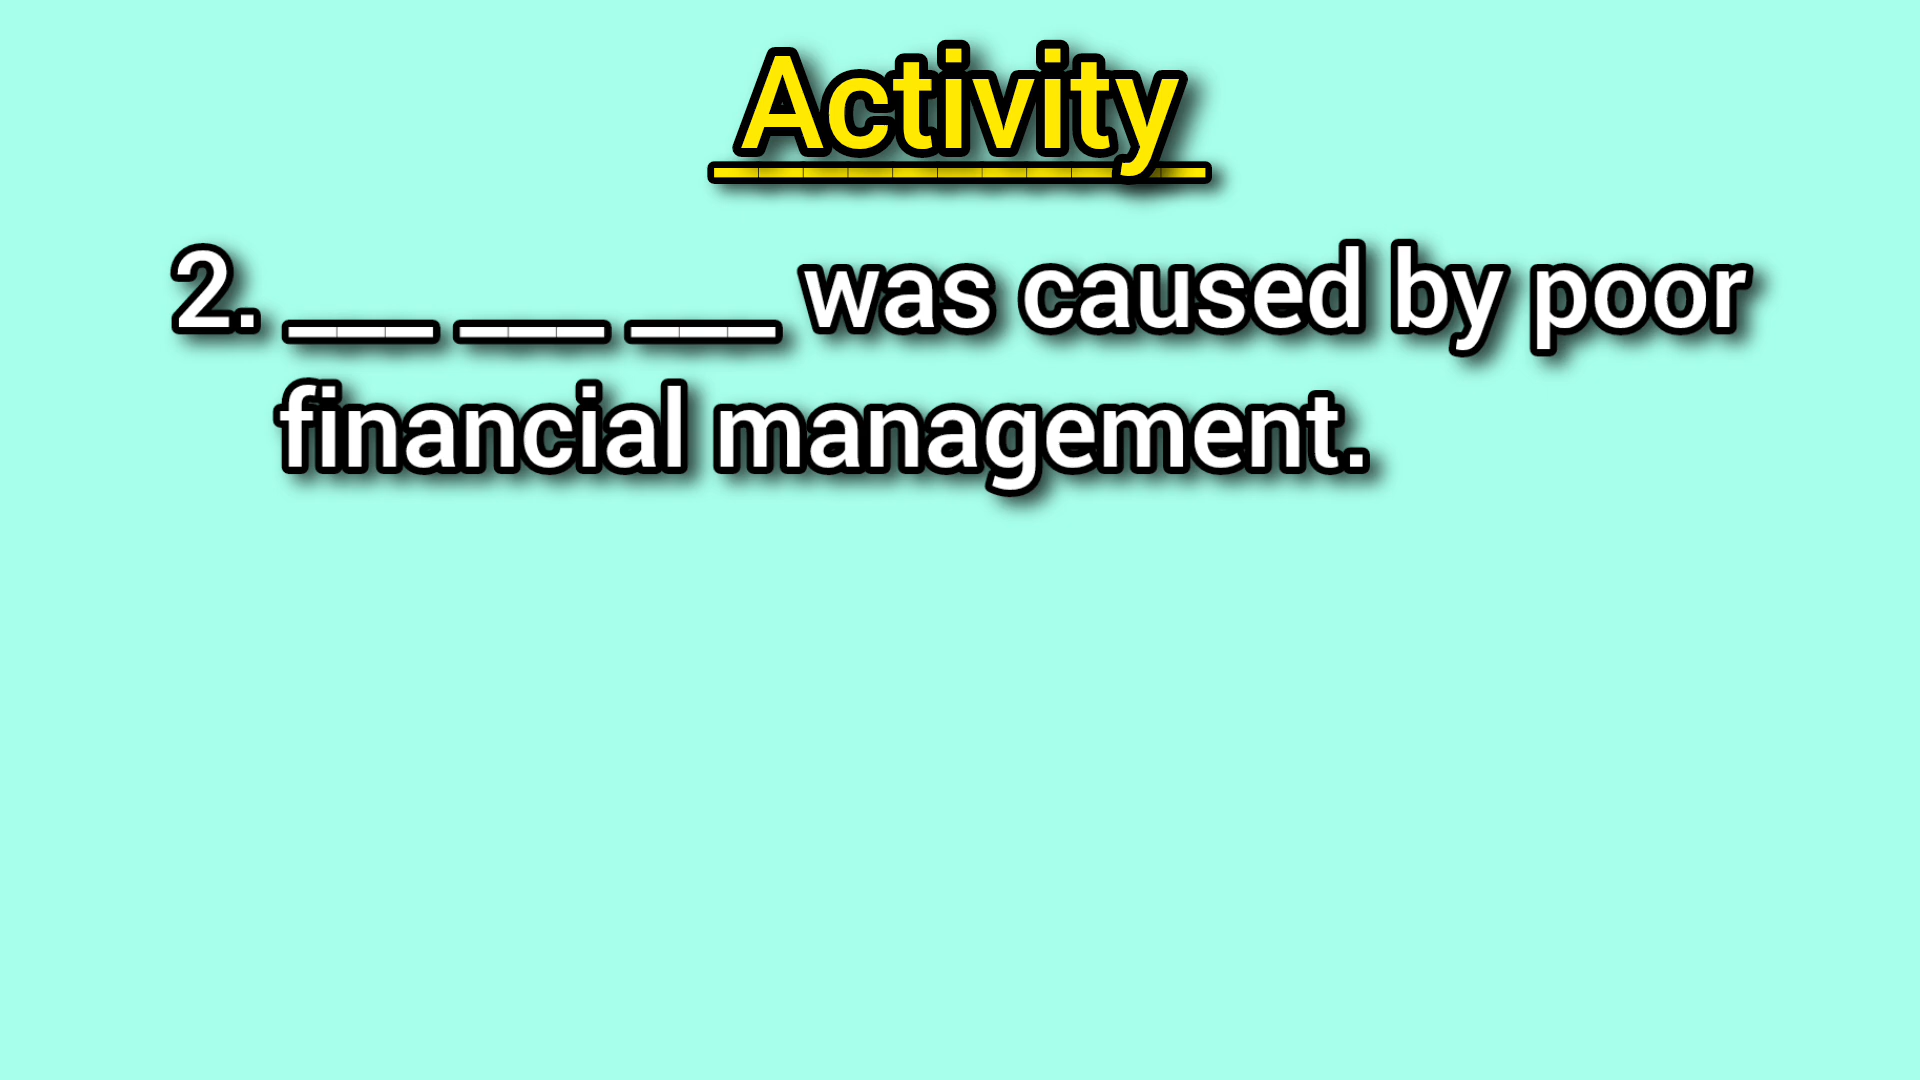 Activity
2. ___ ___ ___ was caused by poor
financial management.